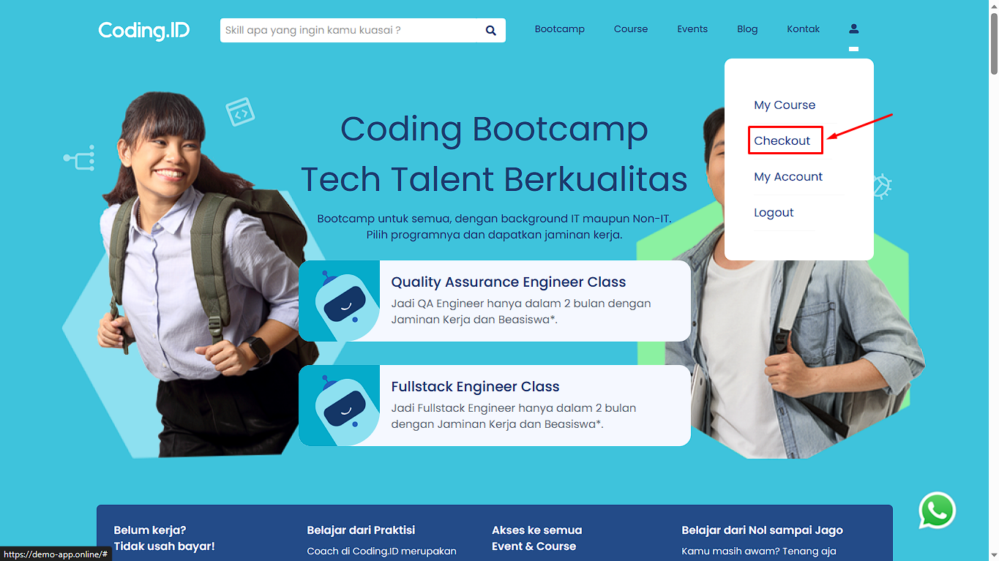 Coding.ID
Skill apa yang ingin kamu kuasai ?
Bootcamp
Course
Events
Blog
Kontak
My Course
Checkout
My Account
Logout
Coding Bootcamp
Tech Talent Berkualitas
Bootcamp untuk semua, dengan background IT maupun Non-IT.
Pilih programnya dan dapatkan jaminan kerja.
Quality Assurance Engineer Class
Jadi QA Engineer hanya dalam 2 bulan dengan
Jaminan Kerja dan Beasiswa*.
Fullstack Engineer Class
Jadi Fullstack Engineer hanya dalam 2 bulan
dengan Jaminan Kerja dan Beasiswa*.
Belum kerja?
Tidak usah bayar!
Belajar dari Praktisi
Coach di Coding.ID merupakan
Akses ke semua
Event & Course
Belajar dari Nol sampai Jago
Kamu masih awam? Tenang aja
https://demo-app.online/#